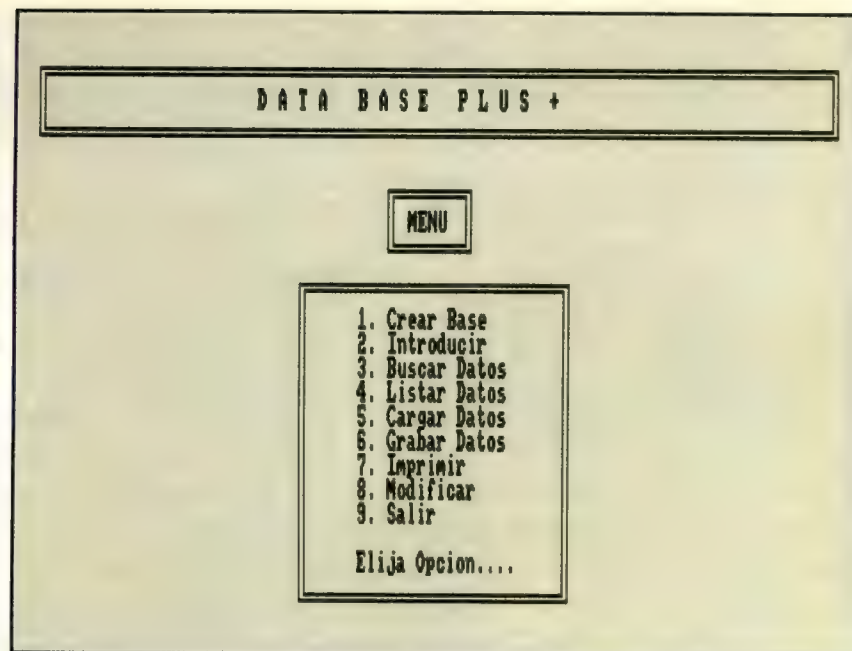 DATA BASE PLUS +
MENU
1. Crear Base
2. Introducir
3. Buscar Datos
4. Listar Datos
5. Cargar Datos
6. Grabar Datos
7. Imprimir
8. Modificar
9. Salir
Elija Opcion....